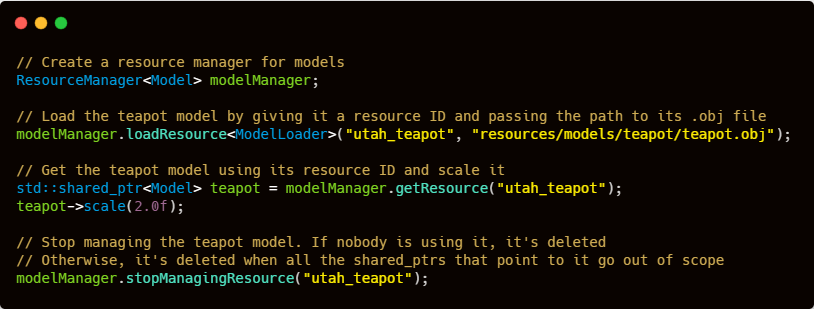 // Create a resource manager for models
ResourceManager<Model> modelManager;
// Load the teapot model by giving it a resource ID and passing the path to its .obj file
modelManager.loadResource<ModelLoader>("utah_teapot", "resources/models/teapot/teapot.obj");
// Get the teapot model using its resource ID and scale it
std::shared_ptr<Model> teapot = modelManager.getResource("utah_teapot");
teapot->scale(2.0f);
// Stop managing the teapot model. If nobody is using it, it's deleted
// Otherwise, it's deleted when all the shared_ptrs that point to it go out of scope
modelManager.stopManagingResource("utah_teapot");